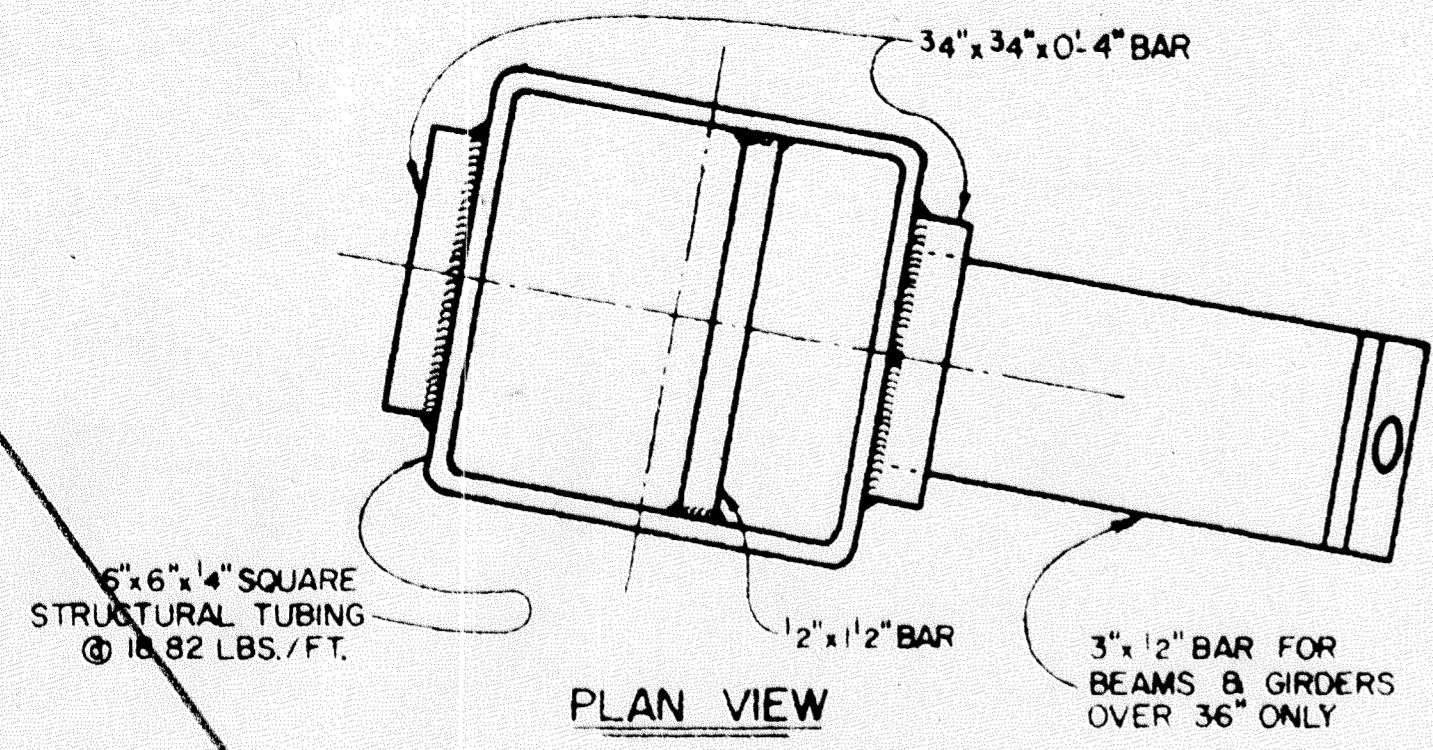 3/4" x 3/4" x 0'-4" BAR
6" x 6" x 1/4" SQUARE
STRUCTURAL TUBING
@ 18.82 LBS./FT.
1/2" x 1 1/2" BAR
3" x 1/2" BAR FOR
BEAMS & GIRDERS
OVER 36" ONLY
PLAN VIEW